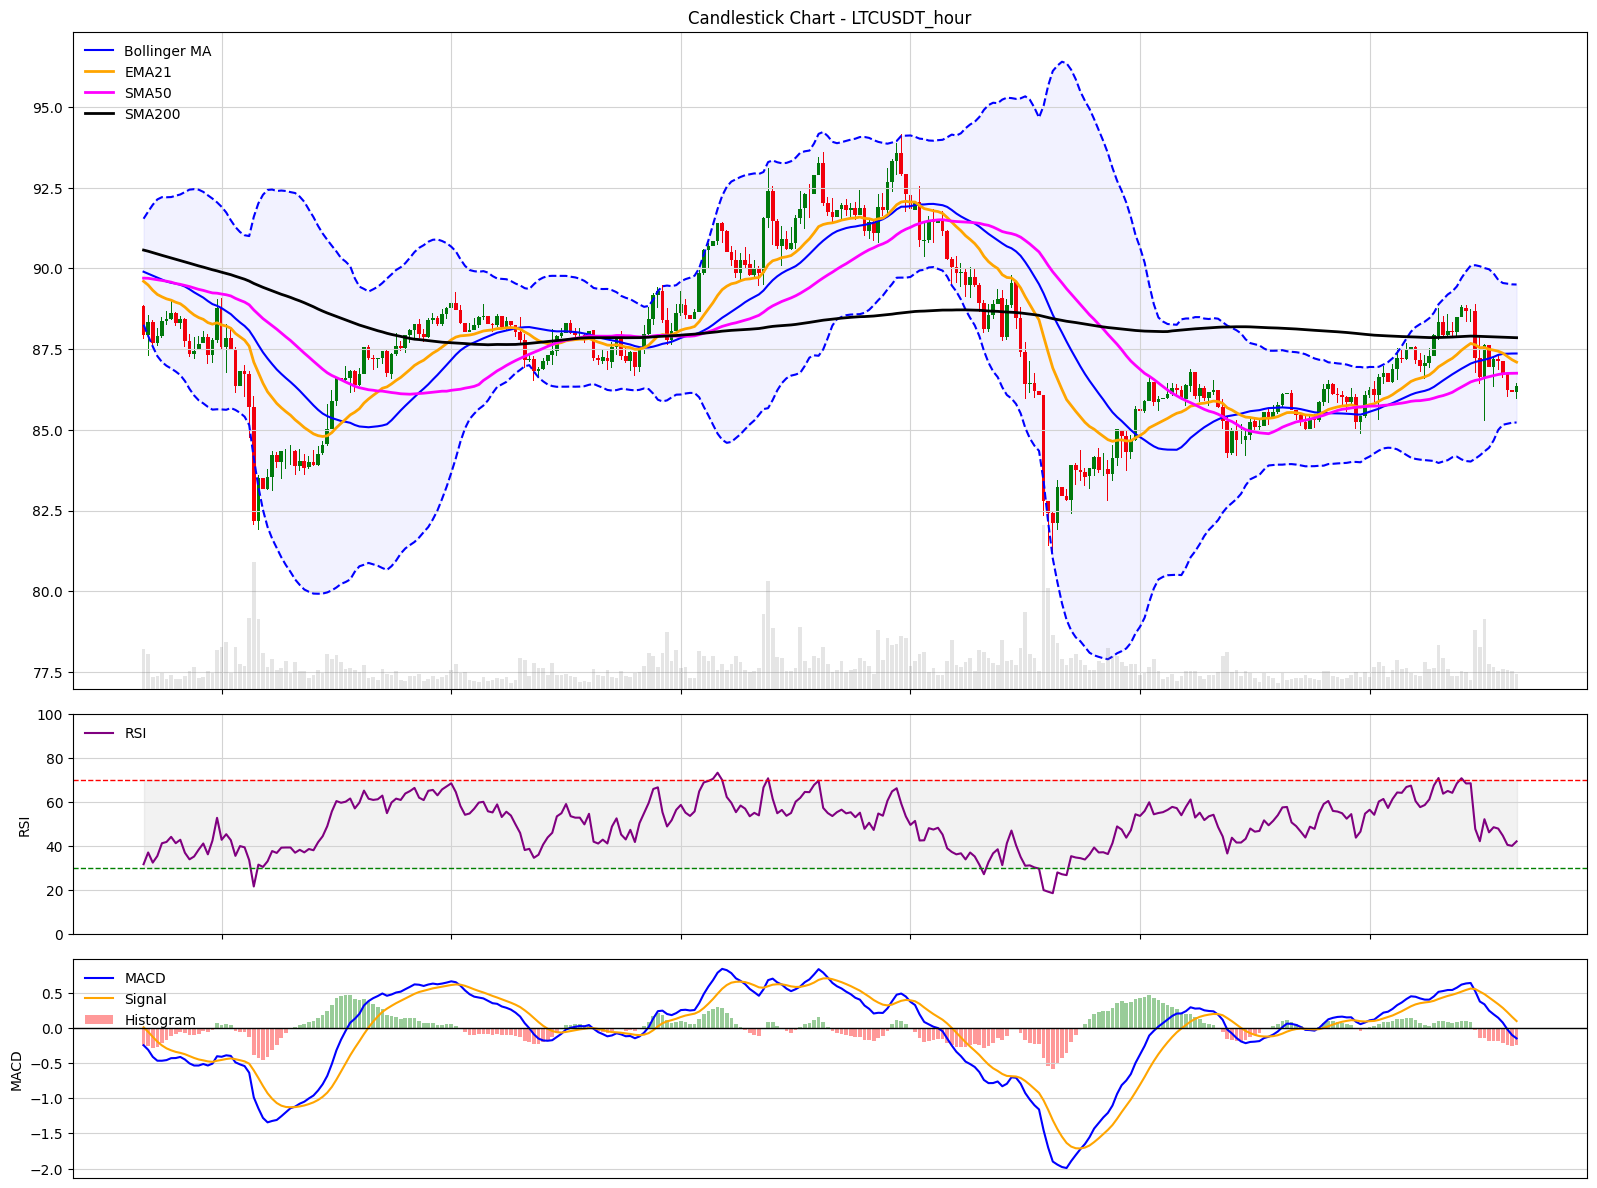 Candlestick Chart - LTCUSDT_hour
Bollinger MA
EMA21
SMA50
SMA200
95.0
92.5
90.0
87.5
85.0
82.5
80.0
77.5
RSI
100
80
60
40
20
0
RSI
MACD
Signal
Histogram
0.5
0.0
−0.5
−1.0
−1.5
−2.0
MACD